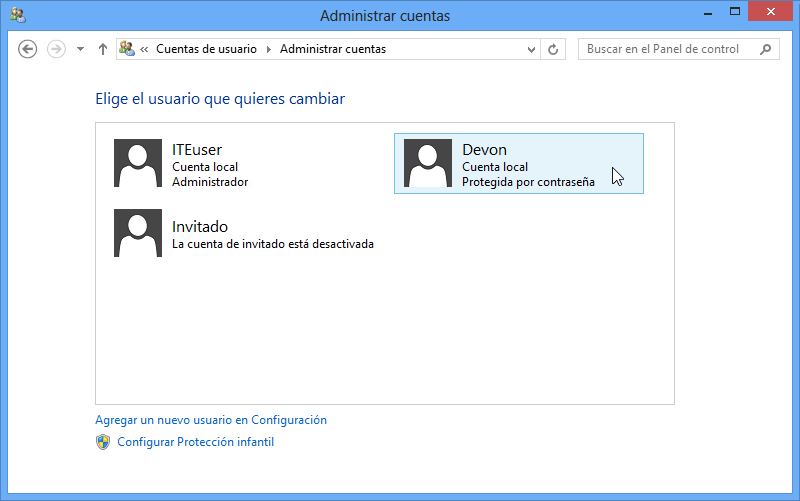 Administrar cuentas
« Cuentas de usuario Administrar cuentas
Buscar en el Panel de control
Elige el usuario que quieres cambiar
ITEuser
Cuenta local
Administrador
Devon
Cuenta local
Protegida por contraseña
Invitado
La cuenta de invitado está desactivada
Agregar un nuevo usuario en Configuración
Configurar Protección infantil